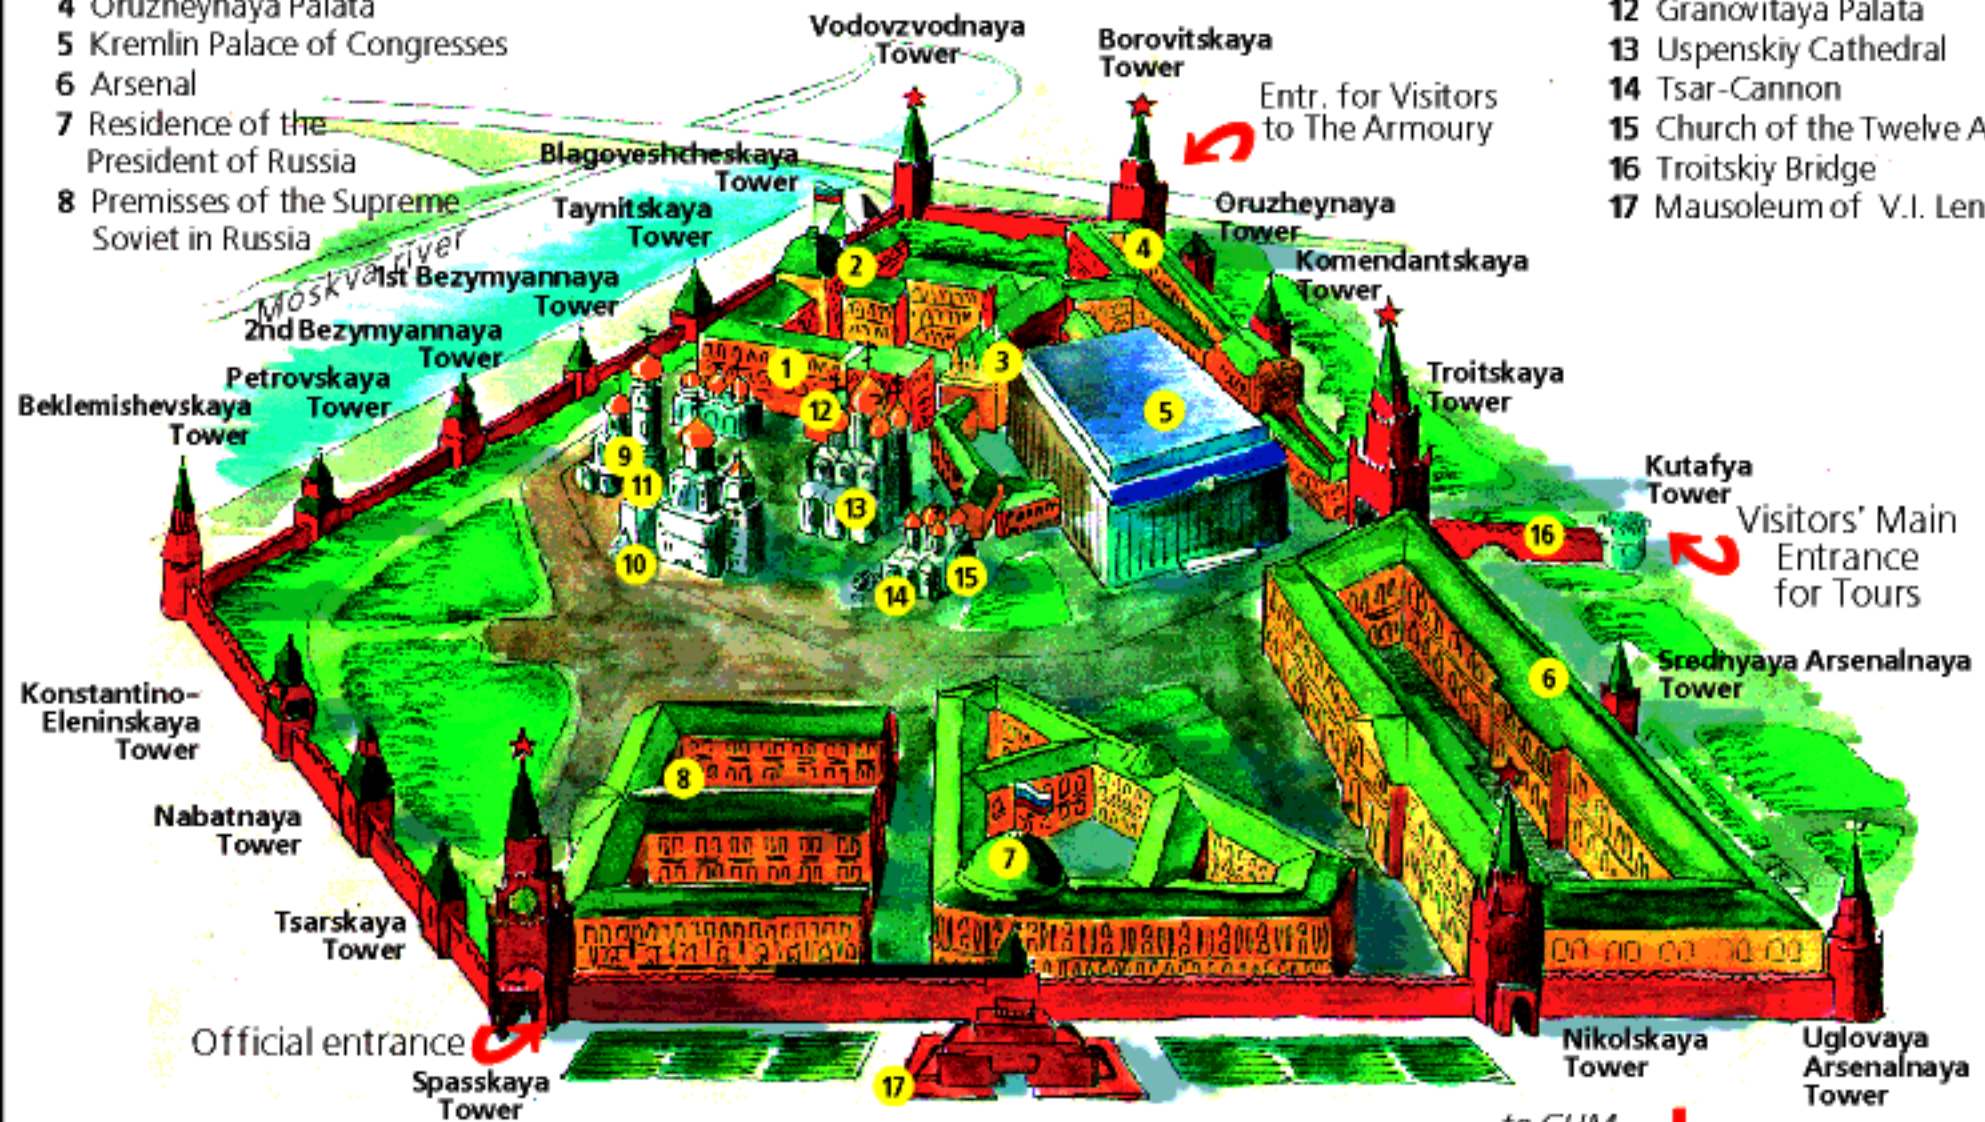 4 Oruzheynaya Palata
5 Kremlin Palace of Congresses
6 Arsenal
7 Residence of the
President of Russia
8 Premisses of the Supreme
Soviet in Russia
12 Granovitaya Palata
13 Uspenskiy Cathedral
14 Tsar-Cannon
15 Church of the Twelve A
16 Troitskiy Bridge
17 Mausoleum of V.I. Len
Vodovzvodnaya
Tower
Borovitskaya
Tower
Entr. for Visitors
to The Armoury
Blagoveshcheskaya
Tower
Taynitskaya
Tower
Oruzheynaya
Tower
Komendantskaya
Tower
Moskva river
1st Bezymyannaya
Tower
2nd Bezymyannaya
Tower
Petrovskaya
Tower
Beklemishevskaya
Tower
Troitskaya
Tower
Kutafya
Tower
Visitors' Main
Entrance
for Tours
2
4
1
3
12
5
9
11
13
10
14
15
16
6
8
7
17
Srednyaya Arsenalnaya
Tower
Konstantino-
Eleninskaya
Tower
Nabatnaya
Tower
Tsarskaya
Tower
Official entrance
Spasskaya
Tower
Nikolskaya
Tower
Uglovaya
Arsenalnaya
Tower
to GUM